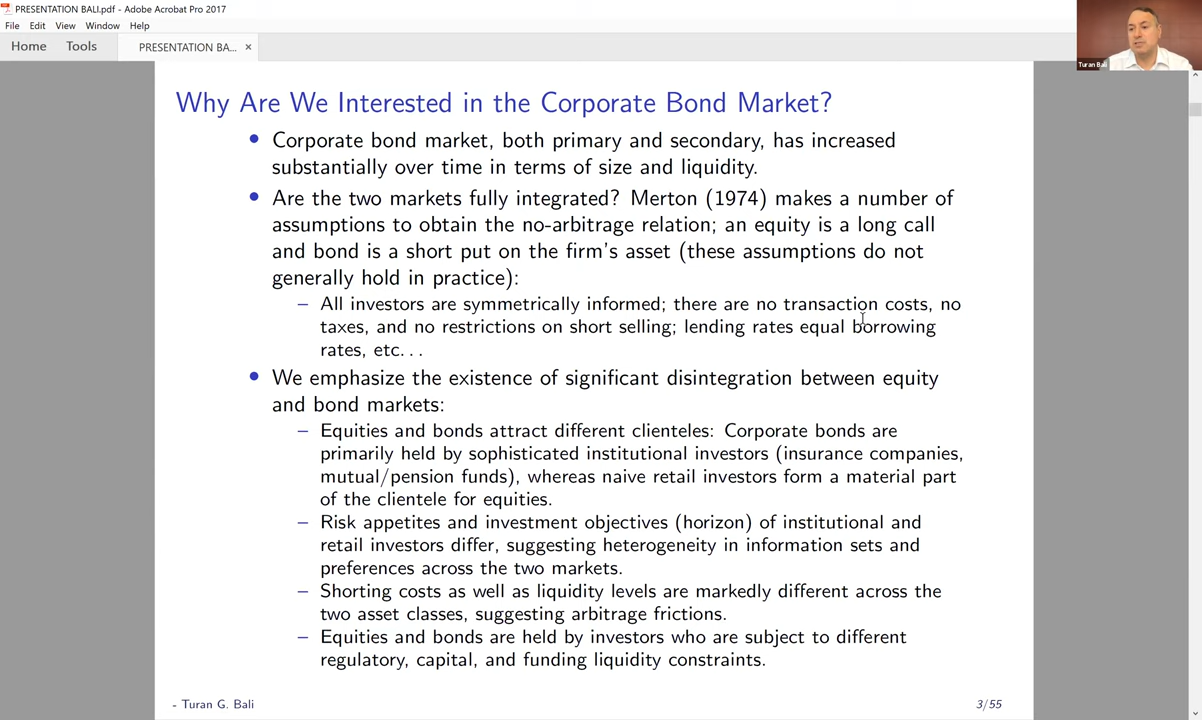 PRESENTATION BALI.pdf - Adobe Acrobat Pro 2017
File Edit View Window Help
Home Tools PRESENTATION BA... ×
Turan Bali
Why Are We Interested in the Corporate Bond Market?
• Corporate bond market, both primary and secondary, has increased
substantially over time in terms of size and liquidity.
• Are the two markets fully integrated? Merton (1974) makes a number of
assumptions to obtain the no-arbitrage relation; an equity is a long call
and bond is a short put on the firm's asset (these assumptions do not
generally hold in practice):
– All investors are symmetrically informed; there are no transaction costs, no
taxes, and no restrictions on short selling; lending rates equal borrowing
rates, etc...
• We emphasize the existence of significant disintegration between equity
and bond markets:
– Equities and bonds attract different clienteles: Corporate bonds are
primarily held by sophisticated institutional investors (insurance companies,
mutual/pension funds), whereas naive retail investors form a material part
of the clientele for equities.
– Risk appetites and investment objectives (horizon) of institutional and
retail investors differ, suggesting heterogeneity in information sets and
preferences across the two markets.
– Shorting costs as well as liquidity levels are markedly different across the
two asset classes, suggesting arbitrage frictions.
– Equities and bonds are held by investors who are subject to different
regulatory, capital, and funding liquidity constraints.
- Turan G. Bali 3/55